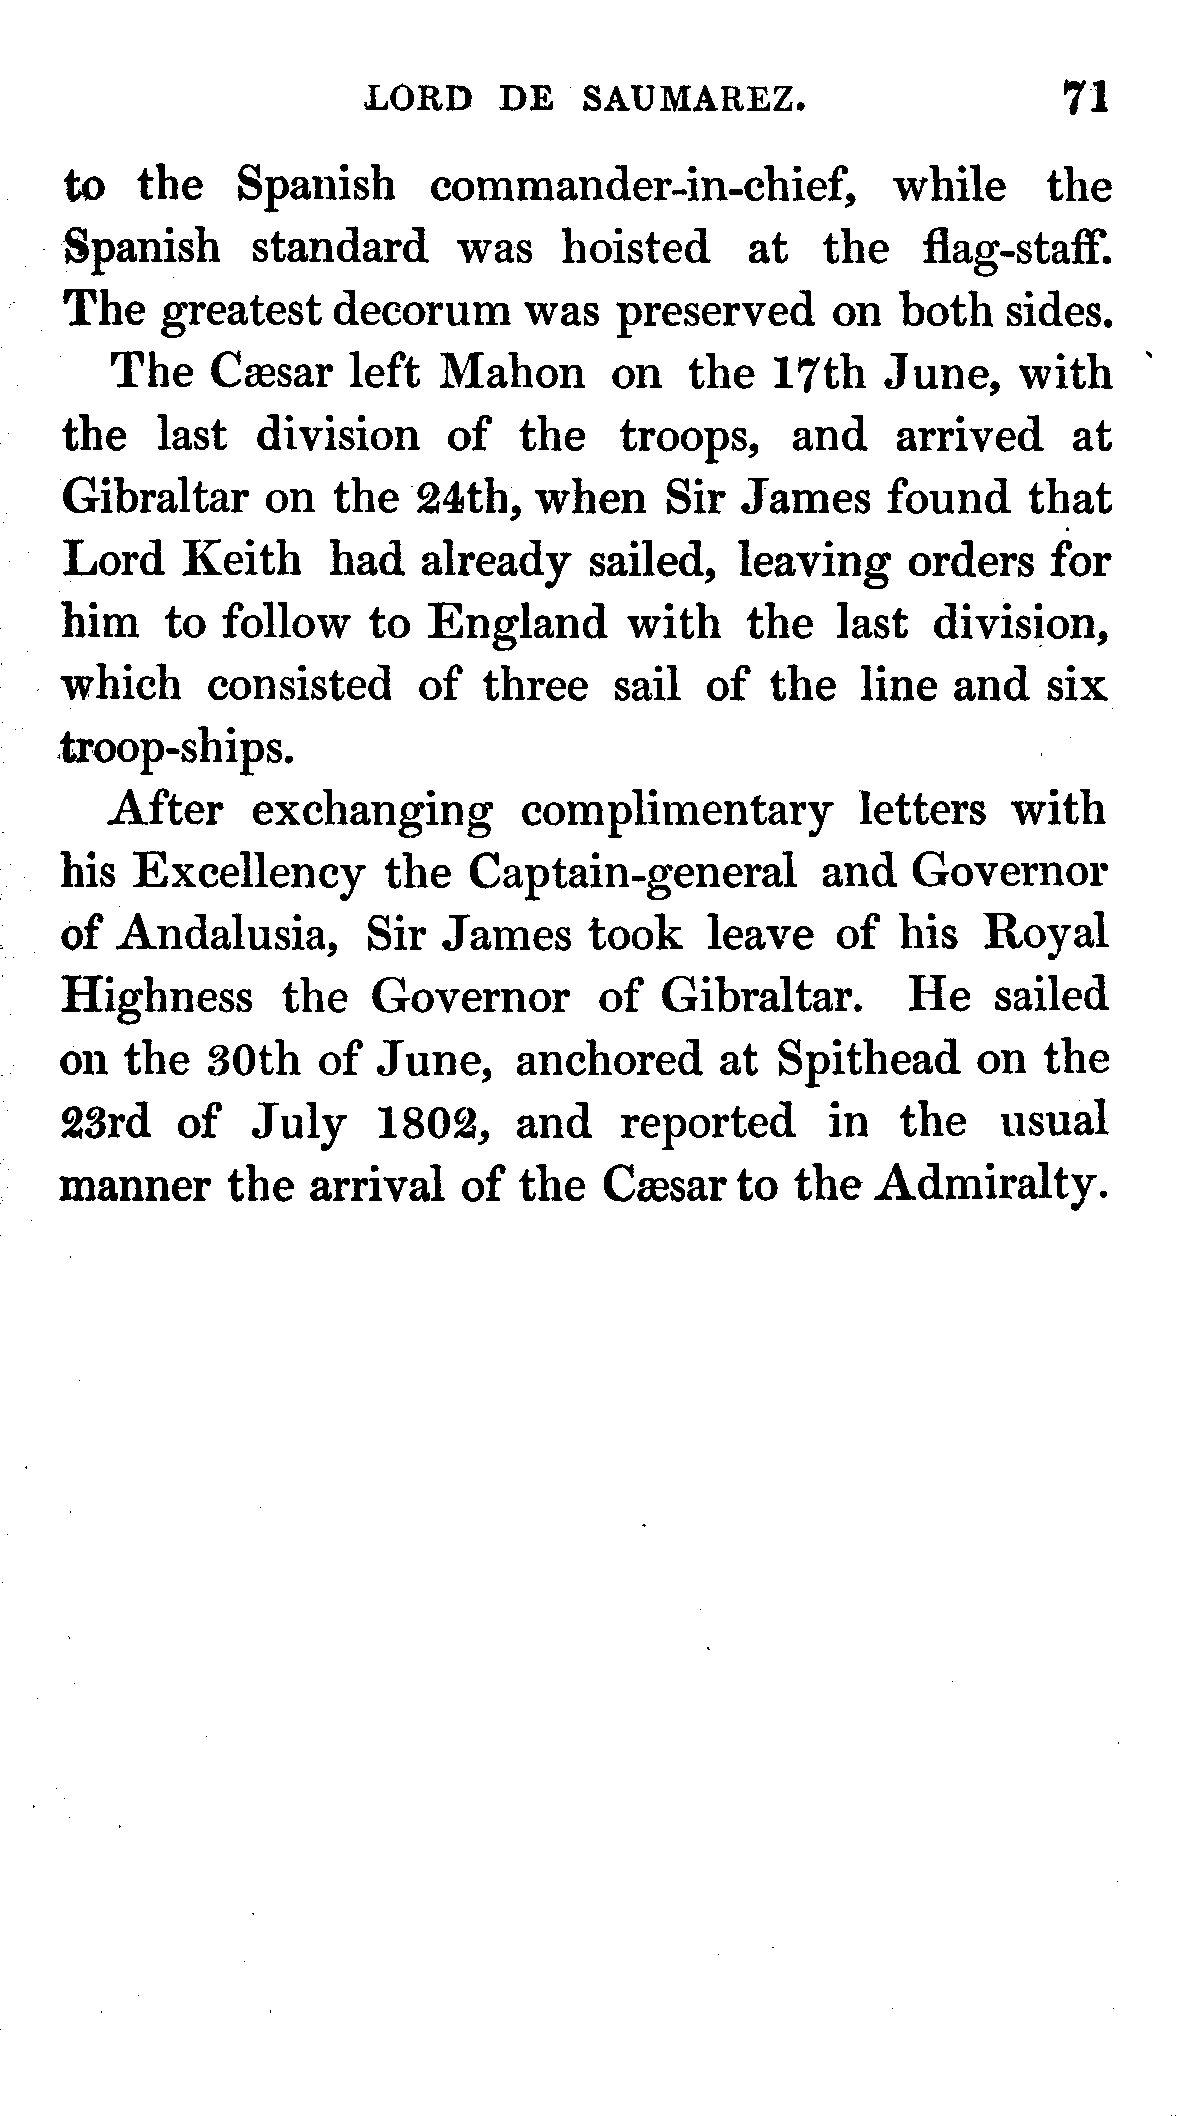 LORD DE SAUMAREZ. 71
to the Spanish commander-in-chief, while the
Spanish standard was hoisted at the flag-staff.
The greatest decorum was preserved on both sides.
The Cæsar left Mahon on the 17th June, with
the last division of the troops, and arrived at
Gibraltar on the 24th, when Sir James found that
Lord Keith had already sailed, leaving orders for
him to follow to England with the last division,
which consisted of three sail of the line and six
troop-ships.
After exchanging complimentary letters with
his Excellency the Captain-general and Governor
of Andalusia, Sir James took leave of his Royal
Highness the Governor of Gibraltar. He sailed
on the 30th of June, anchored at Spithead on the
23rd of July 1802, and reported in the usual
manner the arrival of the Cæsar to the Admiralty.